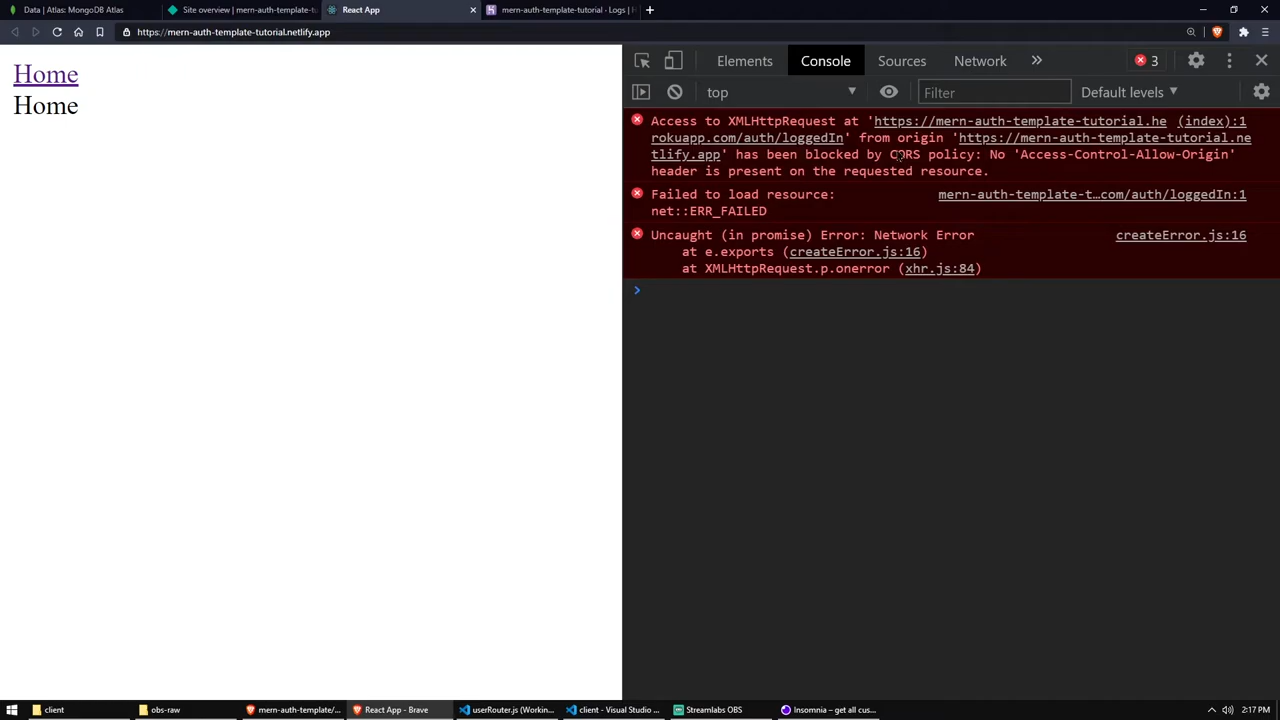 Data | Atlas: MongoDB Atlas
Site overview | mern-auth-template-tu
React App
mern-auth-template-tutorial · Logs | H
https://mern-auth-template-tutorial.netlify.app
Home
Home
Elements Console Sources Network » 3
top Filter Default levels
Access to XMLHttpRequest at 'https://mern-auth-template-tutorial.he (index):1
rokuapp.com/auth/loggedIn' from origin 'https://mern-auth-template-tutorial.ne
tlify.app' has been blocked by CORS policy: No 'Access-Control-Allow-Origin'
header is present on the requested resource.
Failed to load resource: mern-auth-template-t…com/auth/loggedIn:1
net::ERR_FAILED
Uncaught (in promise) Error: Network Error createError.js:16
at e.exports (createError.js:16)
at XMLHttpRequest.p.onerror (xhr.js:84)
client
obs-raw
mern-auth-template/...
React App - Brave
userRouter.js (Workin...
client - Visual Studio ...
Streamlabs OBS
Insomnia – get all cus...
2:17 PM